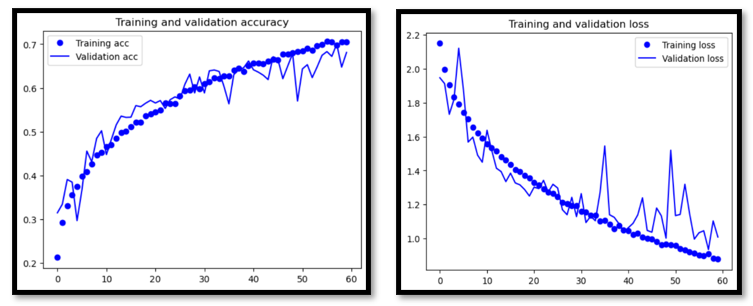 Training and validation accuracy
Training acc
Validation acc
0.7
0.6
0.5
0.4
0.3
0.2
0 10 20 30 40 50 60
Training and validation loss
Training loss
Validation loss
2.2
2.0
1.8
1.6
1.4
1.2
1.0
0 10 20 30 40 50 60